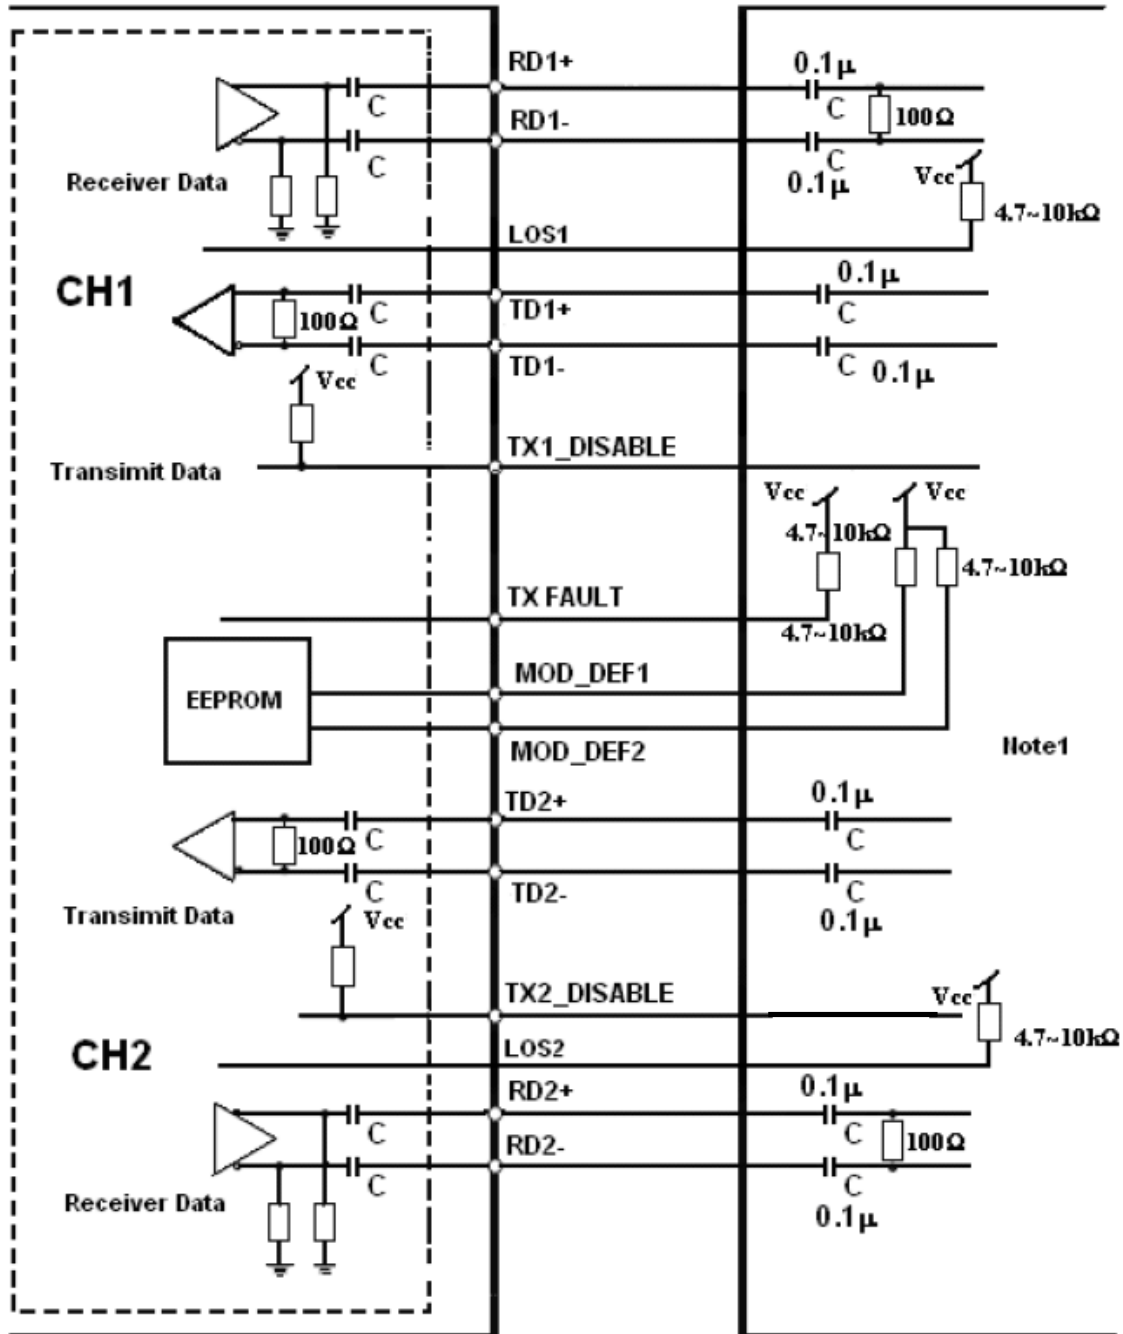 RD1+
0.1μ
C
C
100Ω
RD1-
C
C
0.1μ
Vcc
Receiver Data
4.7~10kΩ
LOS1
CH1
0.1μ
100Ω
C
TD1+
C
C
TD1-
C
0.1μ
Vcc
TX1_DISABLE
Transimit Data
Vcc
Vcc
4.7~10kΩ
4.7~10kΩ
TX FAULT
4.7~10kΩ
MOD_DEF1
EEPROM
MOD_DEF2
Note1
TD2+
0.1μ
100Ω
C
C
C
TD2-
C
0.1μ
Transimit Data
Vcc
TX2_DISABLE
Vcc
4.7~10kΩ
LOS2
CH2
RD2+
0.1μ
C
C
100Ω
RD2-
C
C
0.1μ
Receiver Data